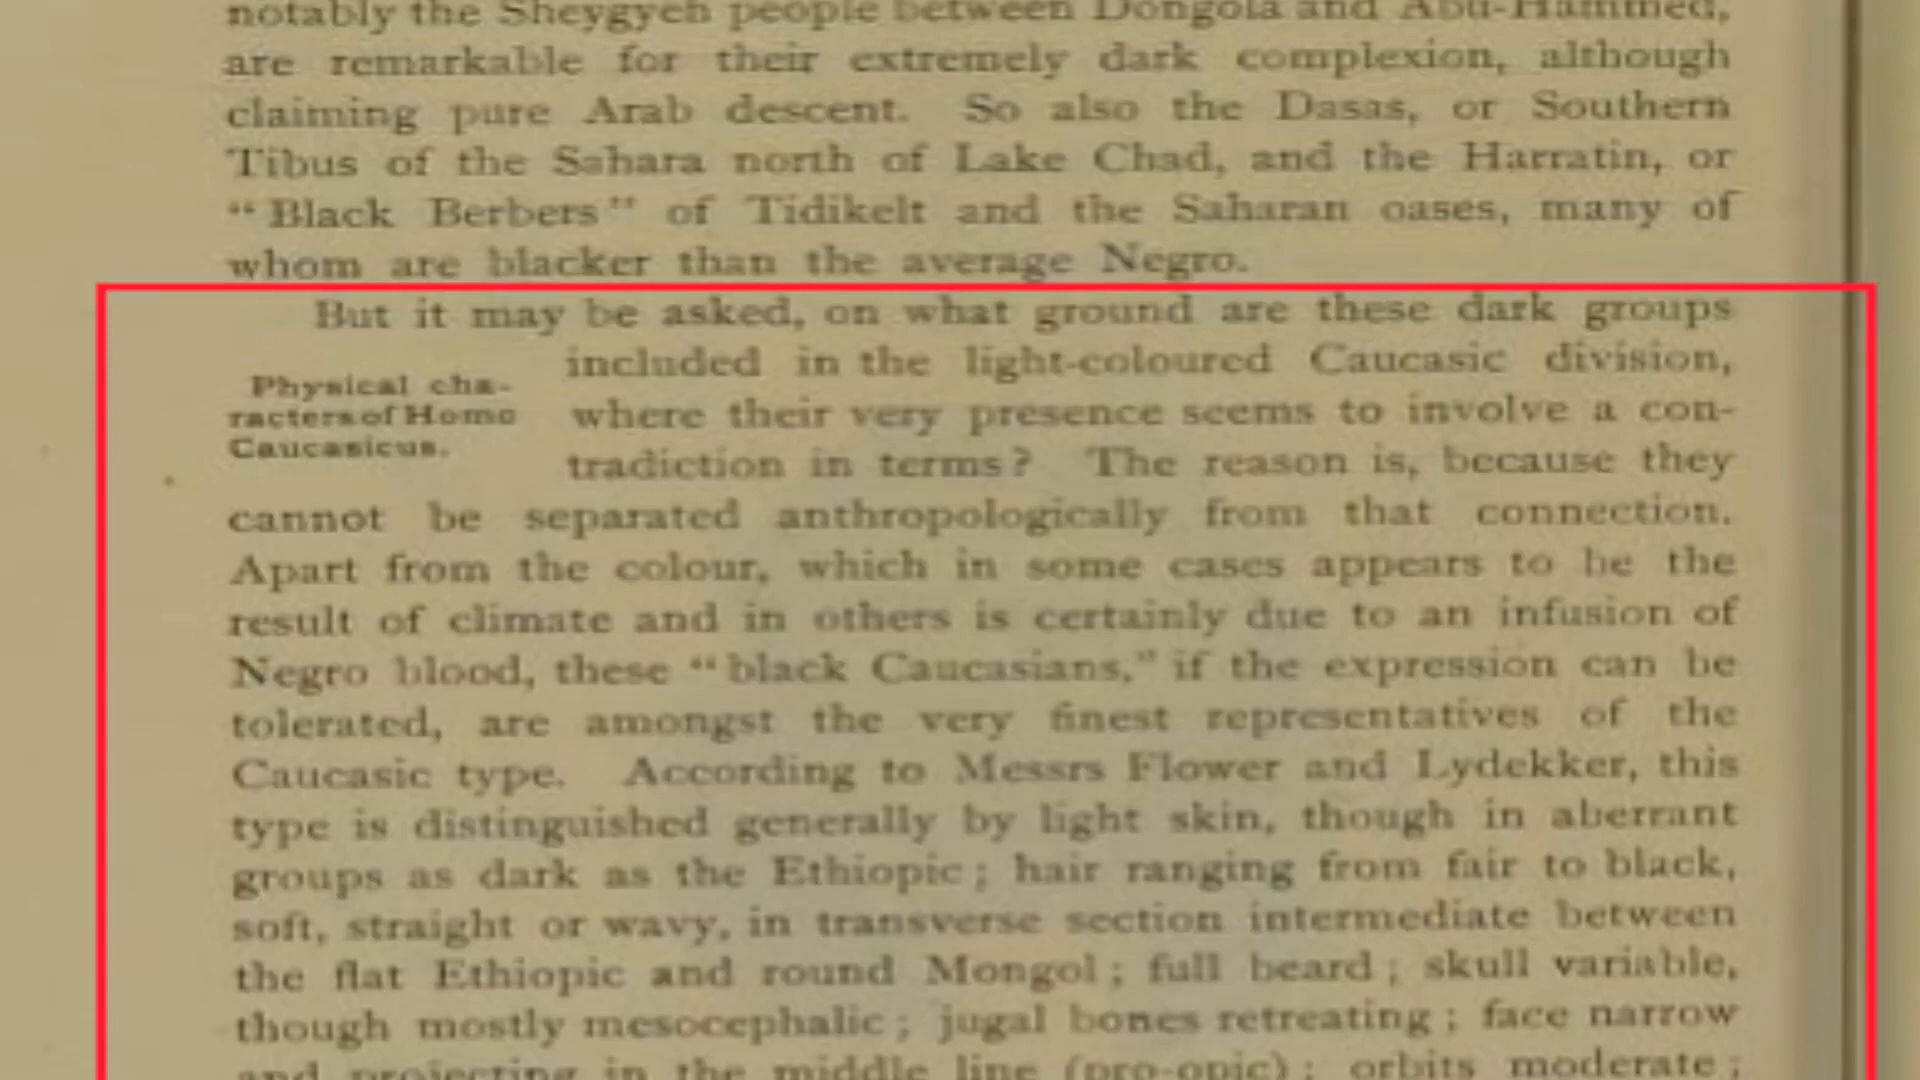 notably the Sheygyeh people between Dongola and Abu-Hammed,
are remarkable for their extremely dark complexion, although
claiming pure Arab descent. So also the Dasas, or Southern
Tibus of the Sahara north of Lake Chad, and the Harratin, or
“Black Berbers” of Tidikelt and the Saharan oases, many of
whom are blacker than the average Negro.
But it may be asked, on what ground are these dark groups
included in the light-coloured Caucasic division,
where their very presence seems to involve a con-
tradiction in terms? The reason is, because they
Physical cha-
racters of Homo
Caucasicus.
cannot be separated anthropologically from that connection.
Apart from the colour, which in some cases appears to be the
result of climate and in others is certainly due to an infusion of
Negro blood, these “black Caucasians,” if the expression can be
tolerated, are amongst the very finest representatives of the
Caucasic type. According to Messrs Flower and Lydekker, this
type is distinguished generally by light skin, though in aberrant
groups as dark as the Ethiopic; hair ranging from fair to black,
soft, straight or wavy, in transverse section intermediate between
the flat Ethiopic and round Mongol; full beard; skull variable,
though mostly mesocephalic; jugal bones retreating; face narrow
and projecting in the middle line (pro-opic); orbits moderate;